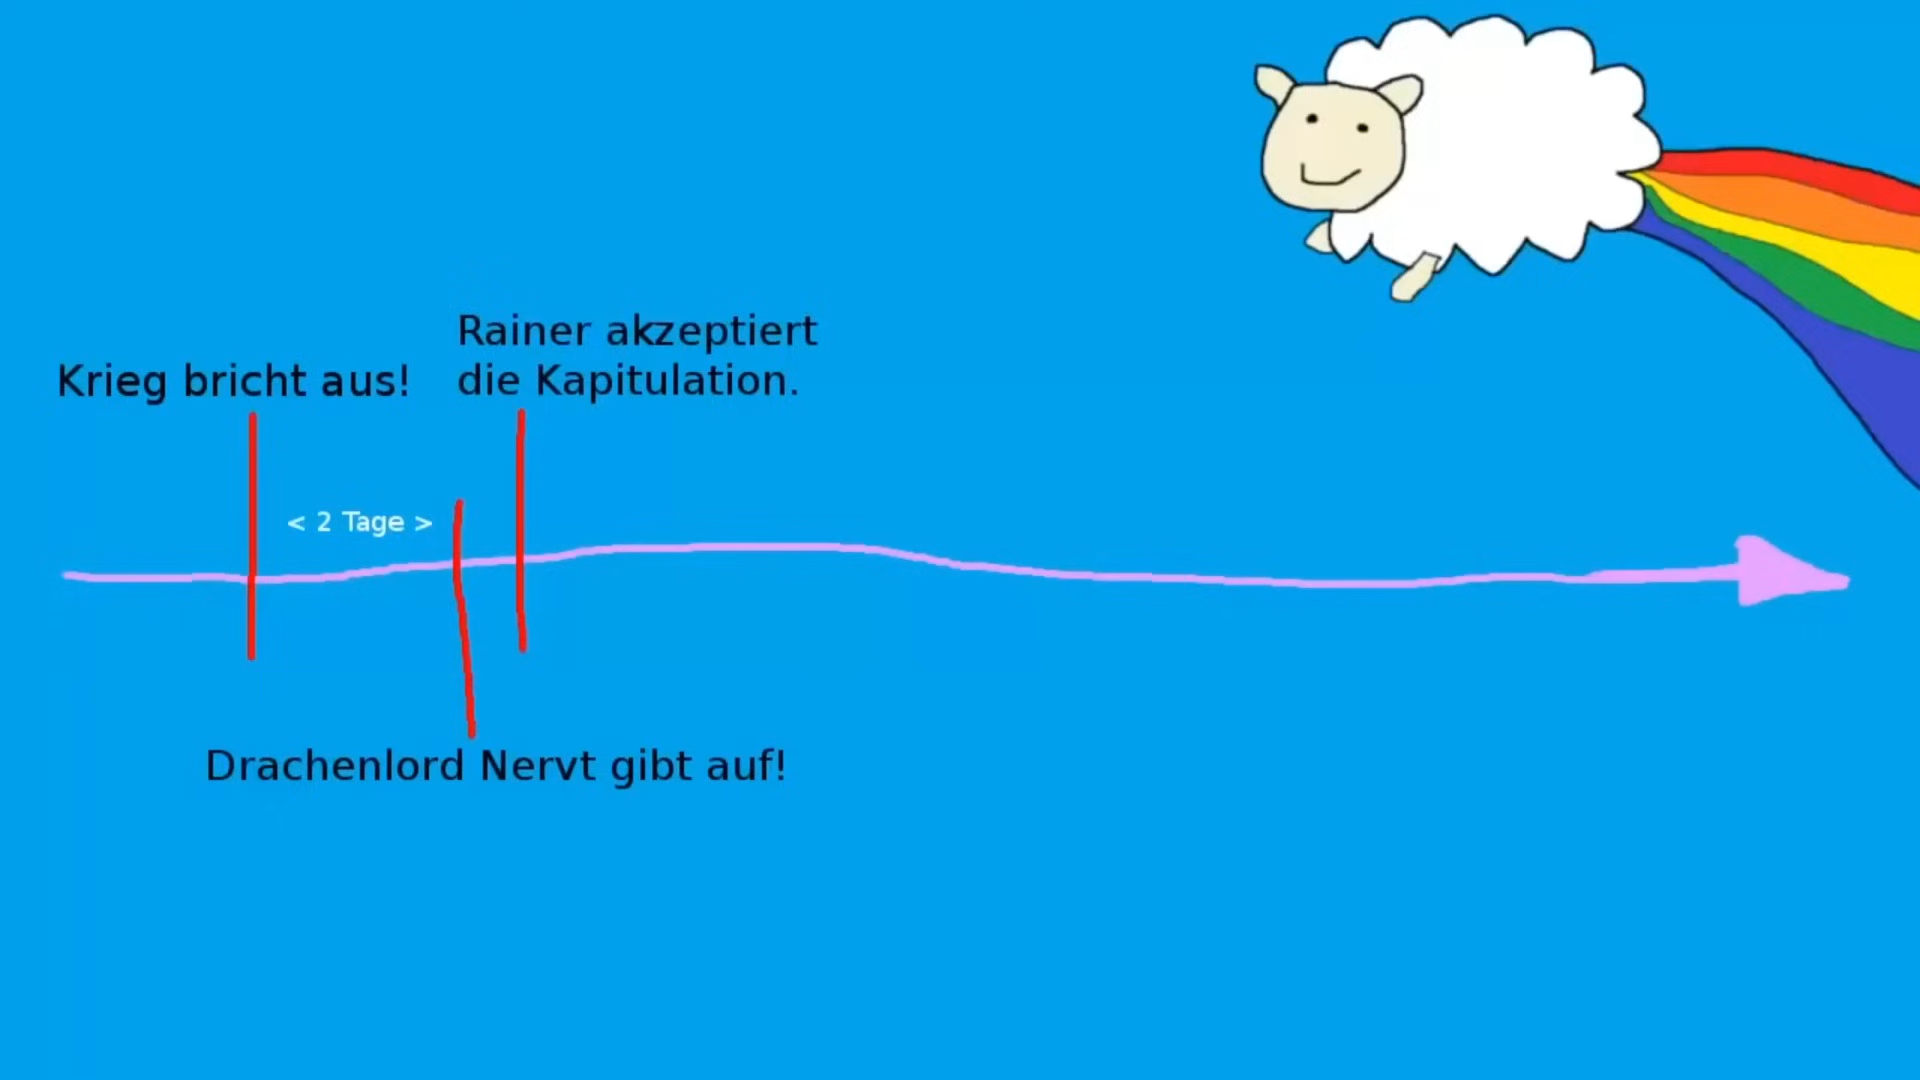 Rainer akzeptiert
die Kapitulation.
Krieg bricht aus!
< 2 Tage >
Drachenlord Nervt gibt auf!